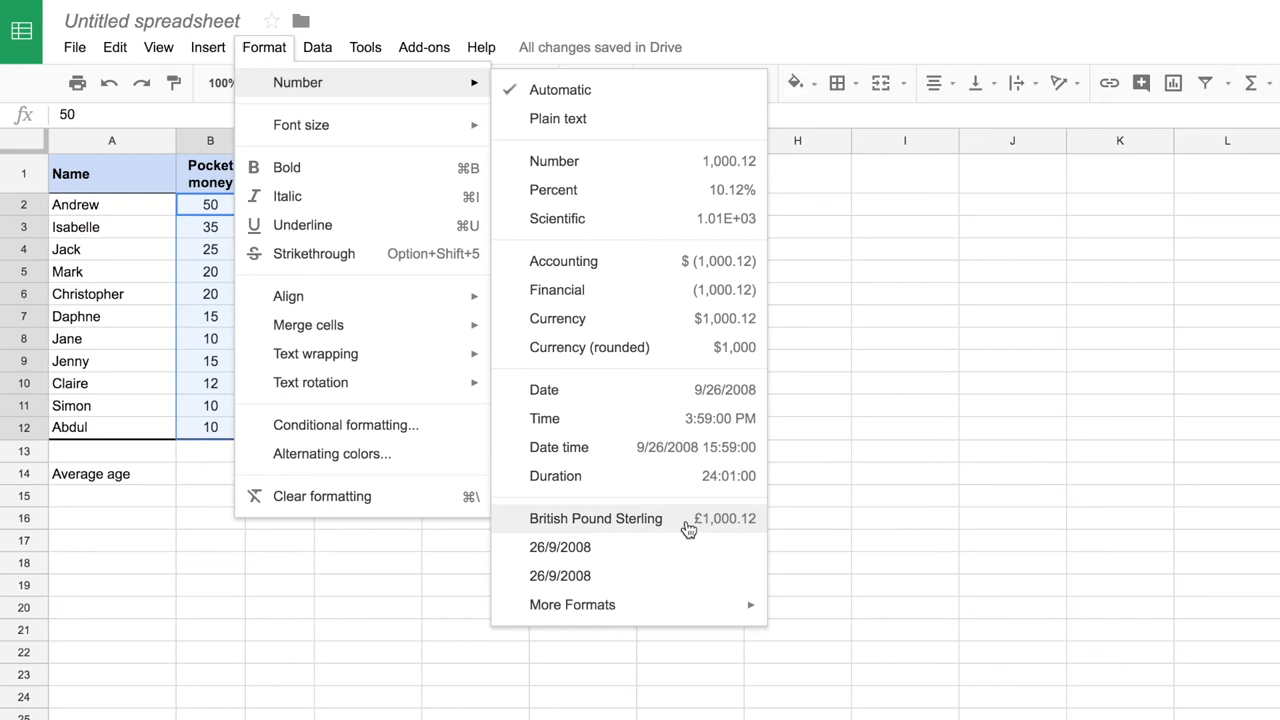 Untitled spreadsheet
File Edit View Insert Format Data Tools Add-ons Help All changes saved in Drive
100%
fx 50
A B H I J K L
1 Name Pocket money
2 Andrew 50
3 Isabelle 35
4 Jack 25
5 Mark 20
6 Christopher 20
7 Daphne 15
8 Jane 10
9 Jenny 15
10 Claire 12
11 Simon 10
12 Abdul 10
13
14 Average age
15
16
17
18
19
20
21
22
23
24
25
Number
Font size
B Bold ⌘B
I Italic ⌘I
U Underline ⌘U
S Strikethrough Option+Shift+5
Align
Merge cells
Text wrapping
Text rotation
Conditional formatting...
Alternating colors...
Clear formatting ⌘\
Automatic
Plain text
Number 1,000.12
Percent 10.12%
Scientific 1.01E+03
Accounting $ (1,000.12)
Financial (1,000.12)
Currency $1,000.12
Currency (rounded) $1,000
Date 9/26/2008
Time 3:59:00 PM
Date time 9/26/2008 15:59:00
Duration 24:01:00
British Pound Sterling £1,000.12
26/9/2008
26/9/2008
More Formats